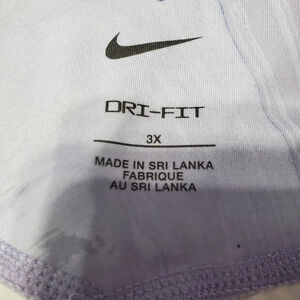 DRI-FIT
3X
MADE IN SRI LANKA
FABRIQUE
AU SRI LANKA